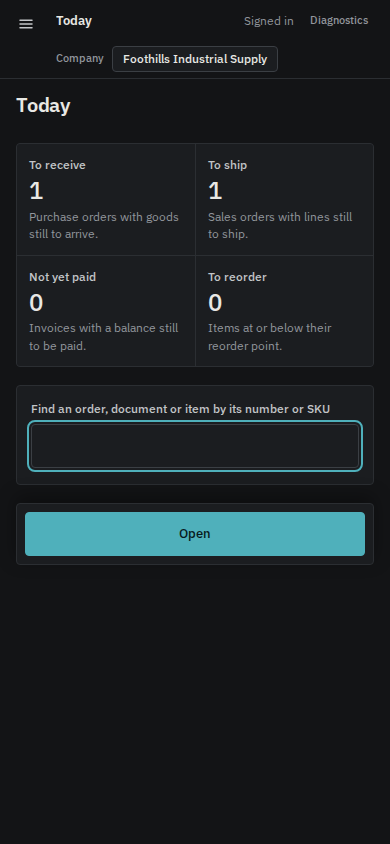 Today
Signed in
Diagnostics
Company
Foothills Industrial Supply
Today
To receive
1
Purchase orders with goods
still to arrive.
To ship
1
Sales orders with lines still
to ship.
Not yet paid
0
Invoices with a balance still
to be paid.
To reorder
0
Items at or below their
reorder point.
Find an order, document or item by its number or SKU
Open